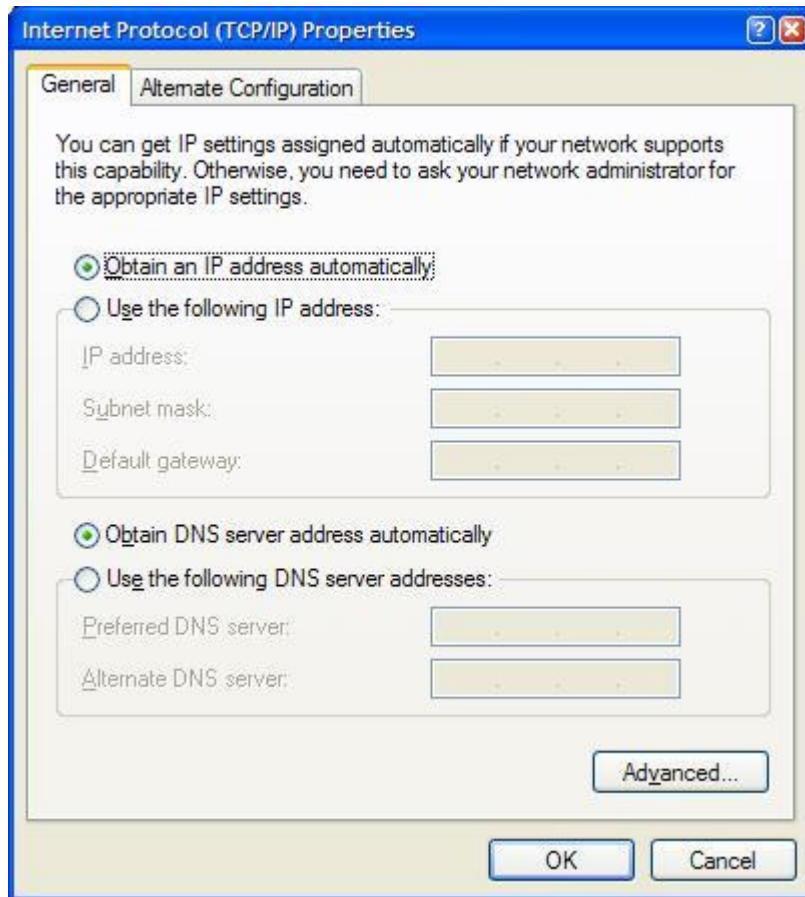 Internet Protocol (TCP/IP) Properties
General
Alternate Configuration
You can get IP settings assigned automatically if your network supports
this capability. Otherwise, you need to ask your network administrator for
the appropriate IP settings.
Obtain an IP address automatically
Use the following IP address:
IP address:
Subnet mask:
Default gateway:
Obtain DNS server address automatically
Use the following DNS server addresses:
Preferred DNS server:
Alternate DNS server:
Advanced...
OK
Cancel